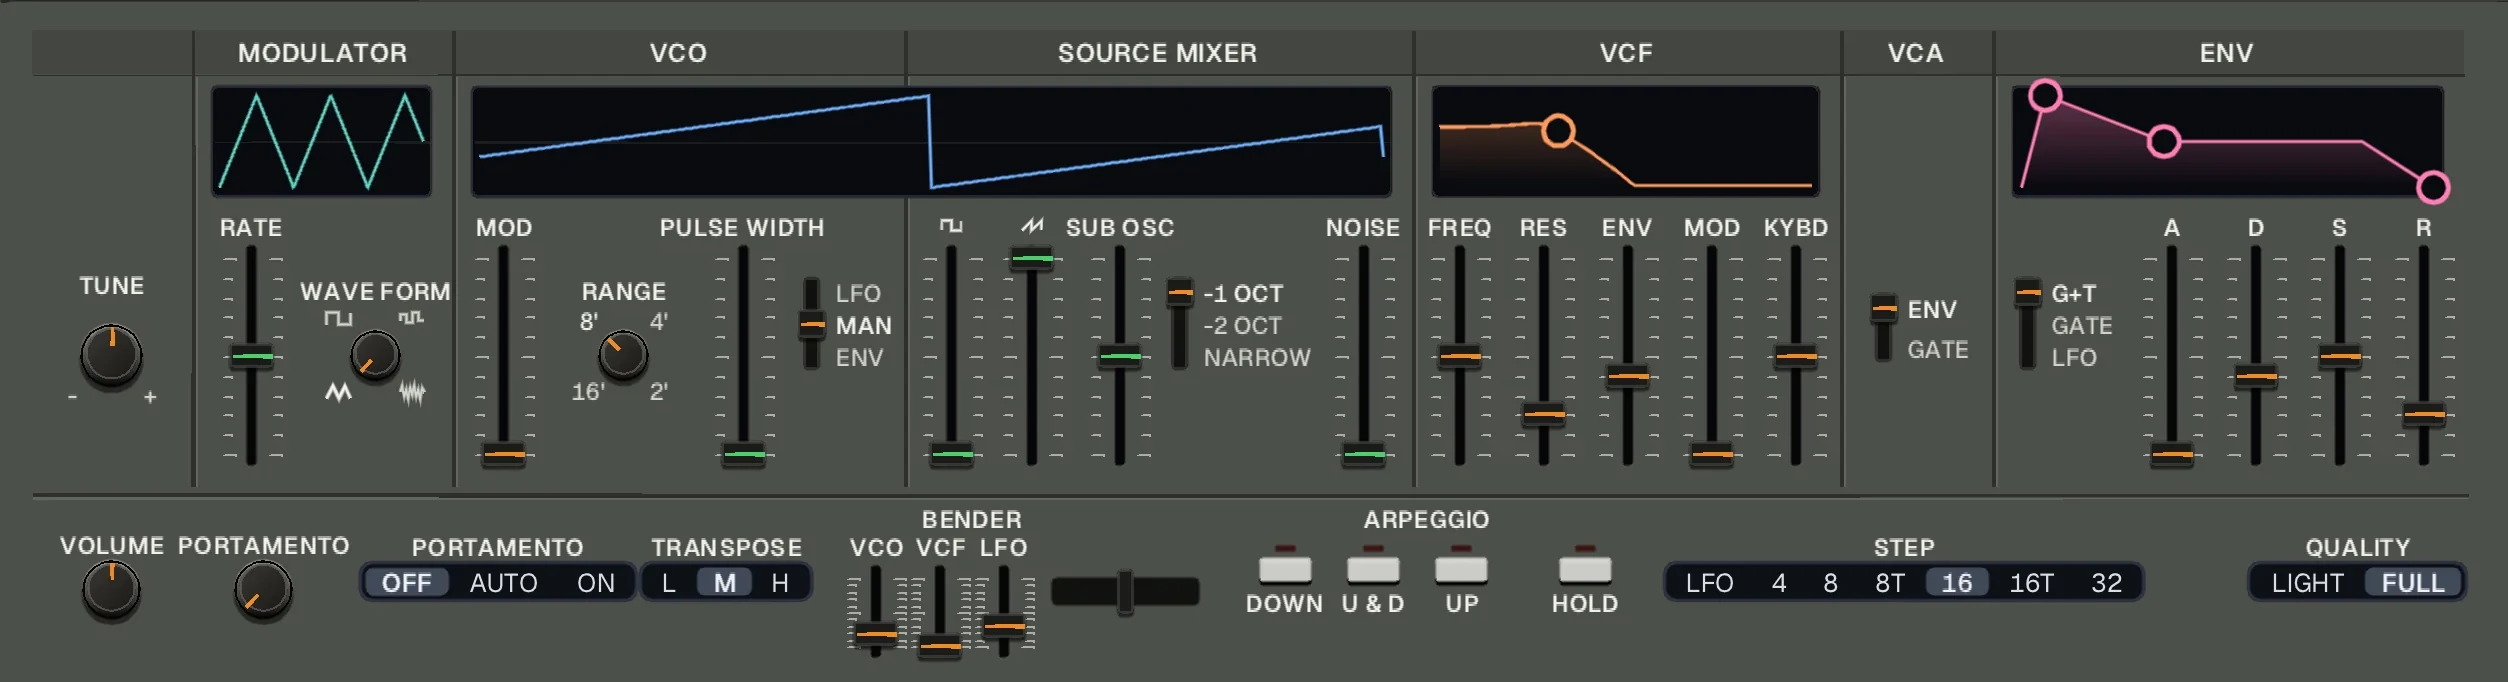 MODULATOR VCO SOURCE MIXER VCF VCA ENV
RATE MOD PULSE WIDTH SUB OSC NOISE FREQ RES ENV MOD KYBD A D S R
TUNE
- +
WAVE FORM
RANGE
8' 4'
16' 2'
LFO
MAN
ENV
-1 OCT
-2 OCT
NARROW
ENV
GATE
G+T
GATE
LFO
VOLUME PORTAMENTO
PORTAMENTO
OFF AUTO ON
TRANSPOSE
L M H
BENDER
VCO VCF LFO
ARPEGGIO
DOWN U & D UP HOLD
STEP
LFO 4 8 8T 16 16T 32
QUALITY
LIGHT FULL